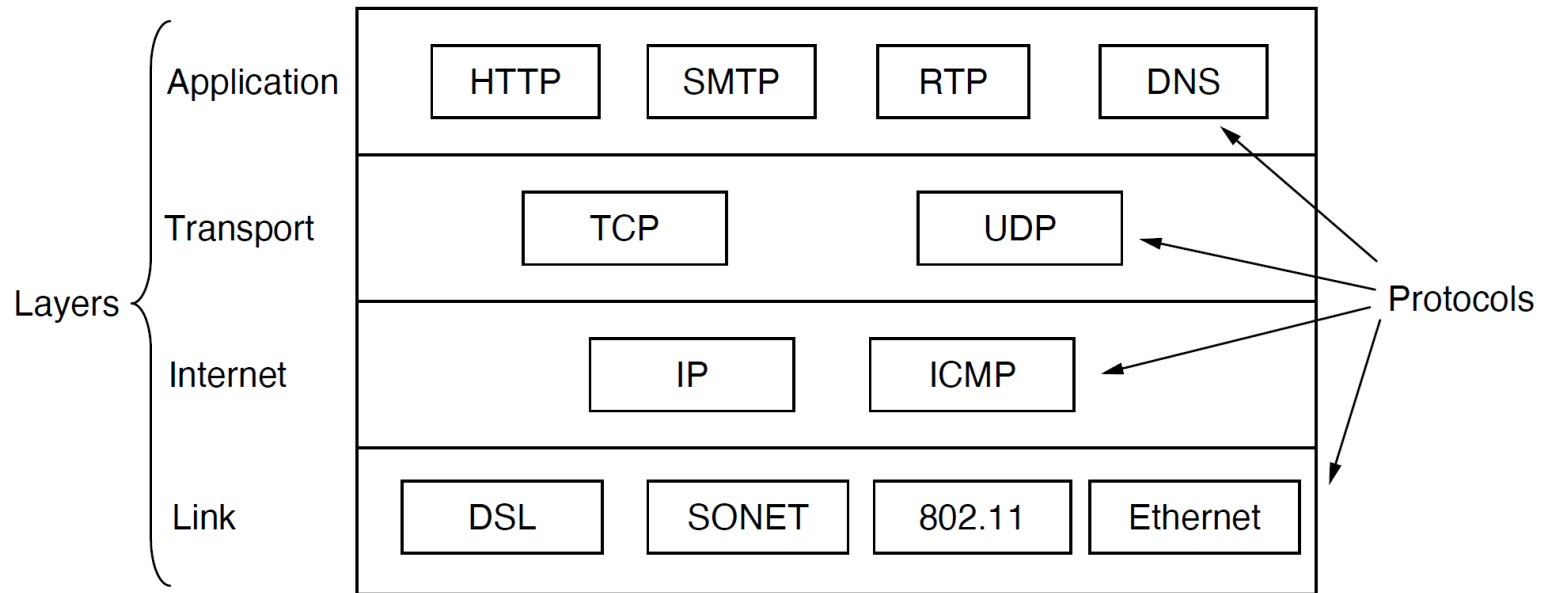 Application
HTTP SMTP RTP DNS
Transport
TCP UDP
Layers
Protocols
Internet
IP ICMP
Link
DSL SONET 802.11 Ethernet